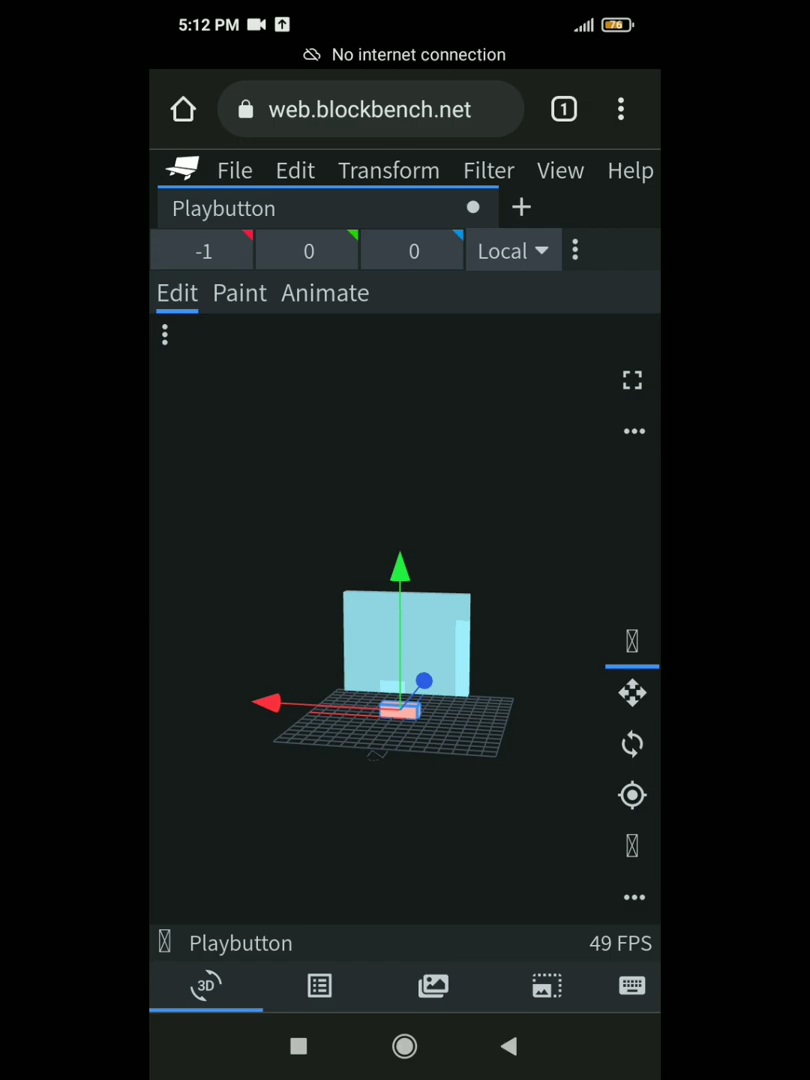 5:12 PM 76
No internet connection
web.blockbench.net 1
File Edit Transform Filter View Help
Playbutton
-1 0 0 Local
Edit Paint Animate
Playbutton 49 FPS
3D